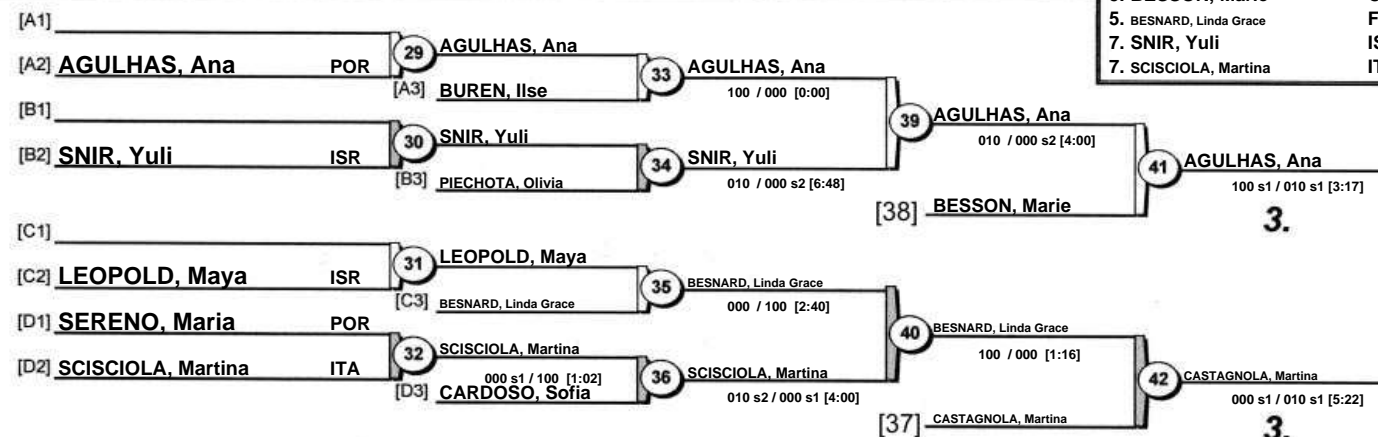 5. BESNARD, Linda Grace F
7. SNIR, Yuli
7. SCISCIOLA, Martina
[A1]
[A2] AGULHAS, Ana POR
29
AGULHAS, Ana
[A3] BUREN, Ilse
33
AGULHAS, Ana
100 / 000 [0:00]
[B1]
[B2] SNIR, Yuli ISR
30
SNIR, Yuli
[B3] PIECHOTA, Olivia
34
SNIR, Yuli
010 / 000 s2 [6:48]
39
AGULHAS, Ana
010 / 000 s2 [4:00]
[38] BESSON, Marie
41
AGULHAS, Ana
100 s1 / 010 s1 [3:17]
3.
[C1]
[C2] LEOPOLD, Maya ISR
31
LEOPOLD, Maya
[C3] BESNARD, Linda Grace
35
BESNARD, Linda Grace
000 / 100 [2:40]
[D1] SERENO, Maria POR
[D2] SCISCIOLA, Martina ITA
32
SCISCIOLA, Martina
000 s1 / 100 [1:02]
[D3] CARDOSO, Sofia
36
SCISCIOLA, Martina
010 s2 / 000 s1 [4:00]
40
BESNARD, Linda Grace
100 / 000 [1:16]
[37] CASTAGNOLA, Martina
42
CASTAGNOLA, Martina
000 s1 / 010 s1 [5:22]
3.